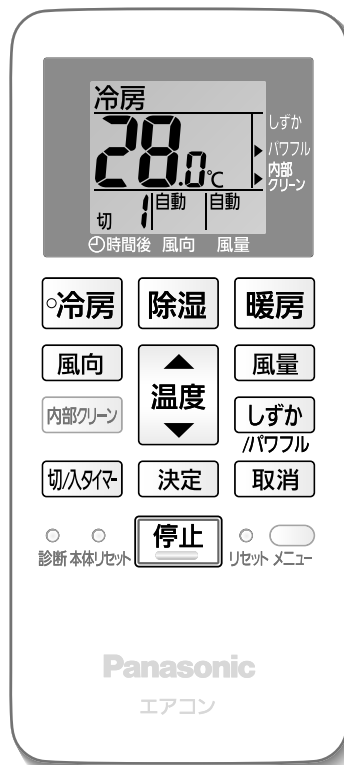 冷房
28.0℃
しずか
パワフル
内部
クリーン
切 1 自動 自動
時間後 風向 風量
冷房 除湿 暖房
風向 温度 風量
内部クリーン しずか
/パワフル
切/入タイマー 決定 取消
停止
診断 本体リセット リセット メニュー
Panasonic
エアコン